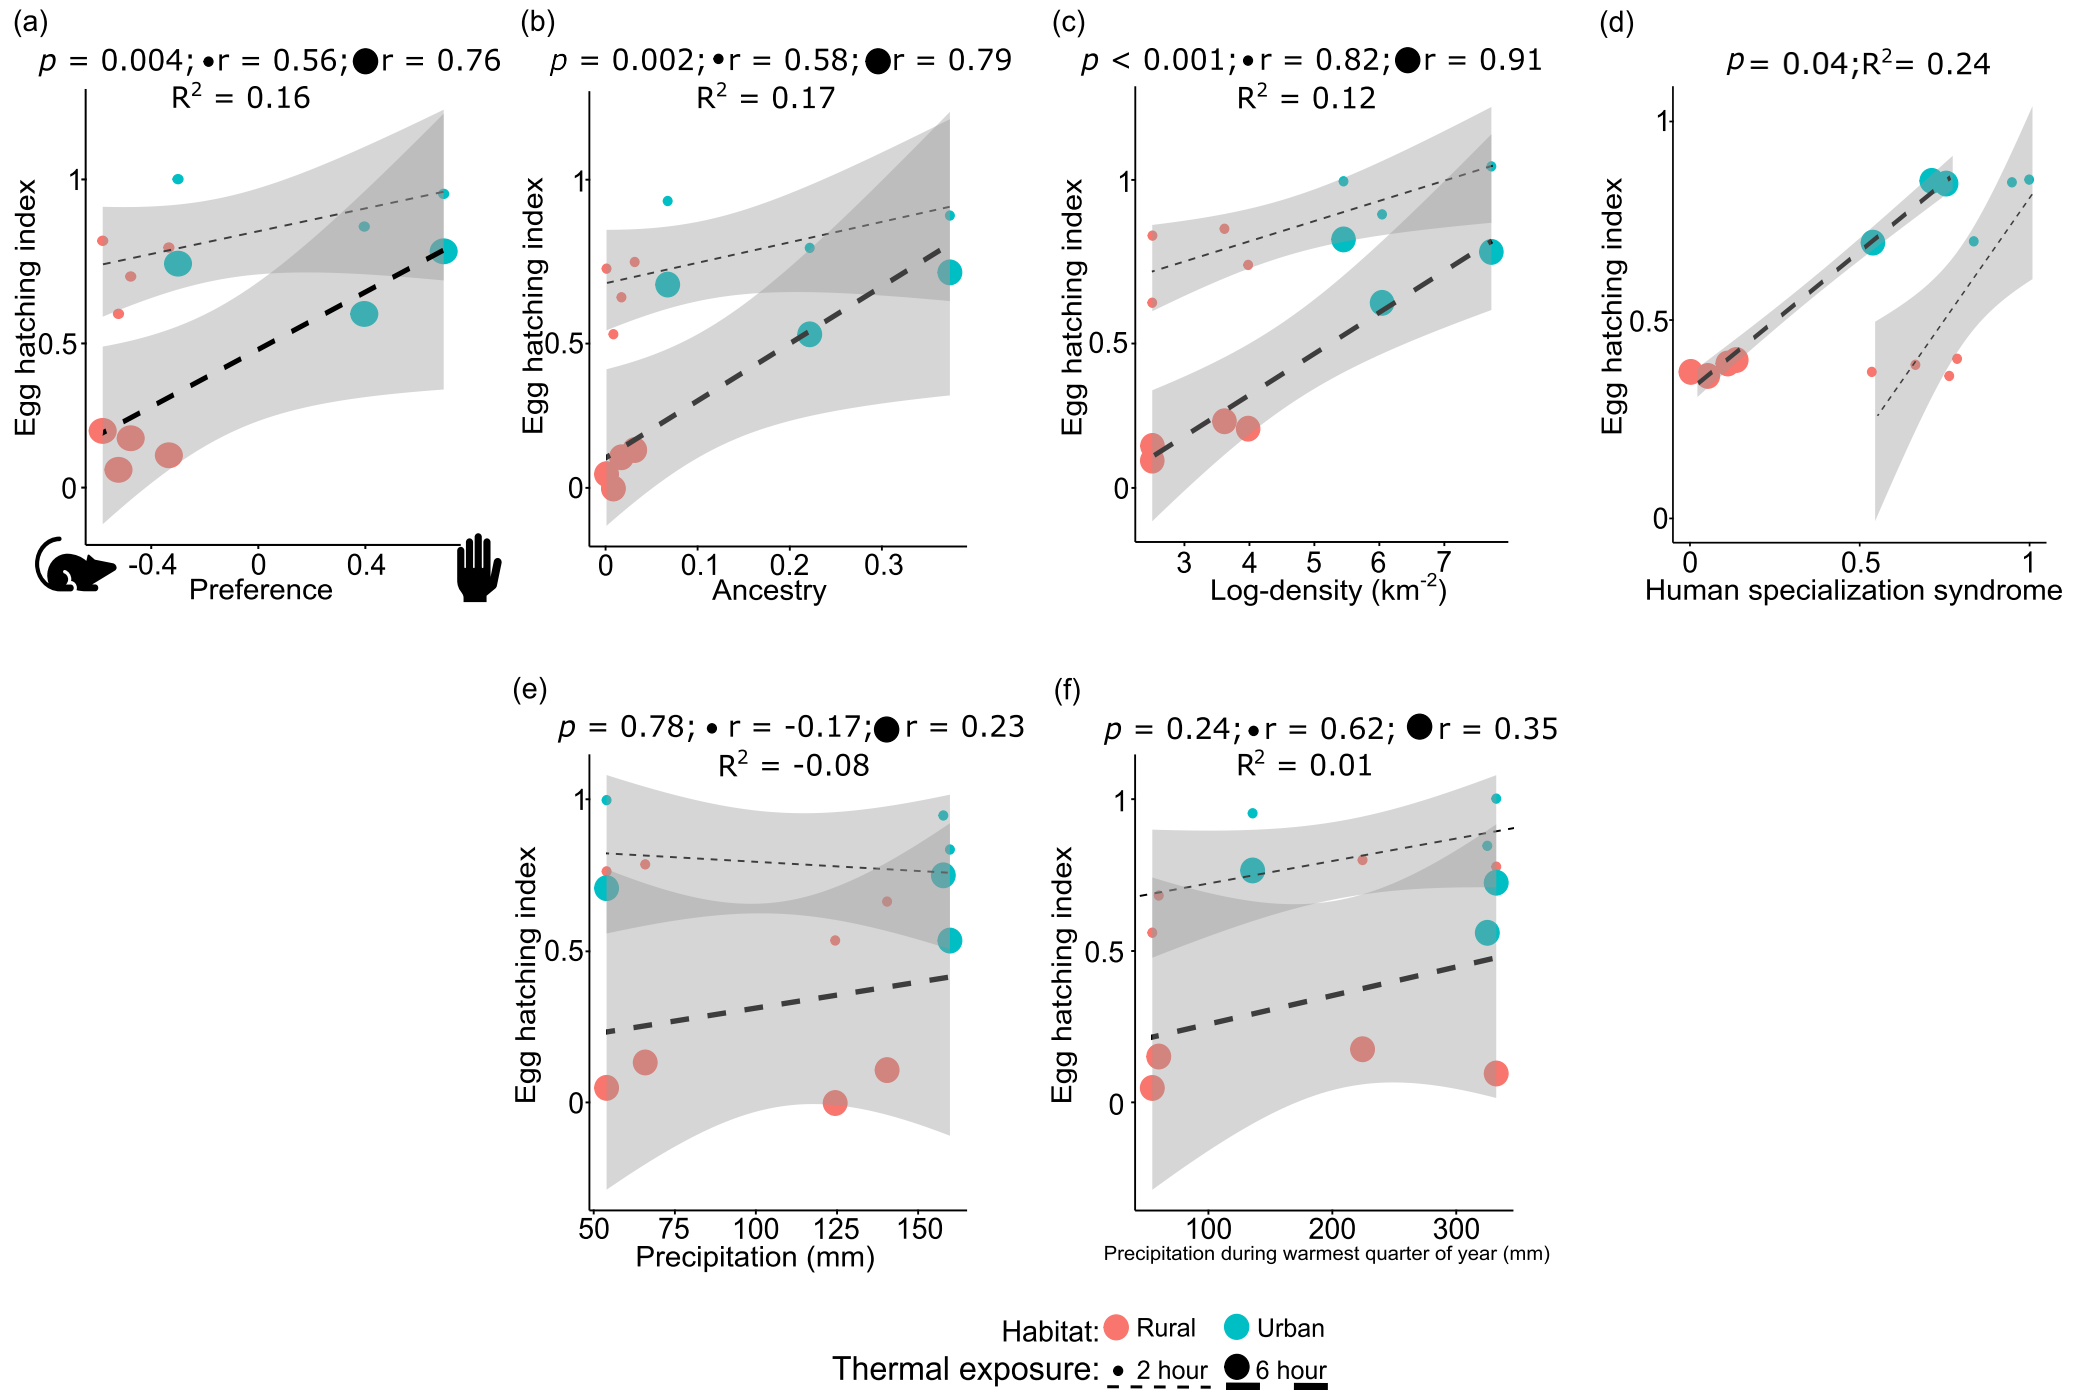 (a)
p = 0.004; r = 0.56; r = 0.76
R² = 0.16
Egg hatching index
1
0.5
0
-0.4 0 0.4
Preference
(b)
p = 0.002; r = 0.58; r = 0.79
R² = 0.17
Egg hatching index
1
0.5
0
0 0.1 0.2 0.3
Ancestry
(c)
p < 0.001; r = 0.82; r = 0.91
R² = 0.12
Egg hatching index
1
0.5
0
3 4 5 6 7
Log-density (km⁻²)
(d)
p = 0.04; R² = 0.24
Egg hatching index
1
0.5
0
0 0.5 1
Human specialization syndrome
(e)
p = 0.78; r = -0.17; r = 0.23
R² = -0.08
Egg hatching index
1
0.5
0
50 75 100 125 150
Precipitation (mm)
(f)
p = 0.24; r = 0.62; r = 0.35
R² = 0.01
Egg hatching index
1
0.5
0
100 200 300
Precipitation during warmest quarter of year (mm)
Habitat: Rural Urban
Thermal exposure: 2 hour 6 hour